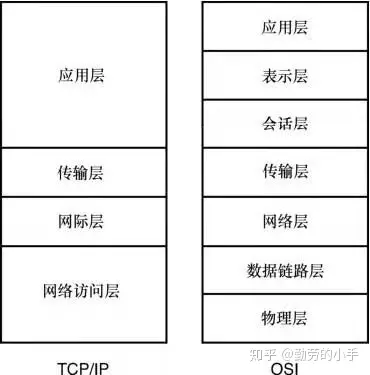 应用层
传输层
网际层
网络访问层
TCP/IP
应用层
表示层
会话层
传输层
网络层
数据链路层
物理层
OSI
知乎 @勤劳的小手